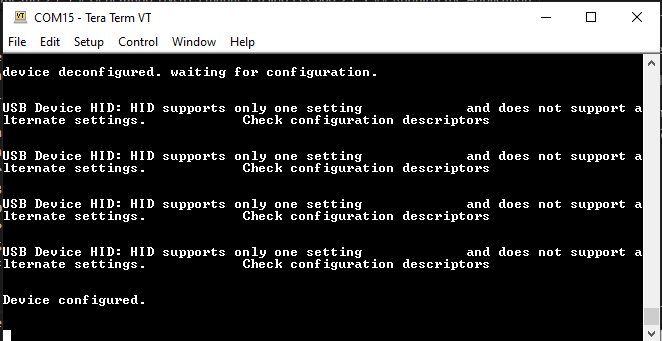 COM15 - Tera Term VT
File Edit Setup Control Window Help
device deconfigured. waiting for configuration.
USB Device HID: HID supports only one setting             and does not support a
lternate settings.            Check configuration descriptors
USB Device HID: HID supports only one setting             and does not support a
lternate settings.            Check configuration descriptors
USB Device HID: HID supports only one setting             and does not support a
lternate settings.            Check configuration descriptors
USB Device HID: HID supports only one setting             and does not support a
lternate settings.            Check configuration descriptors
Device configured.